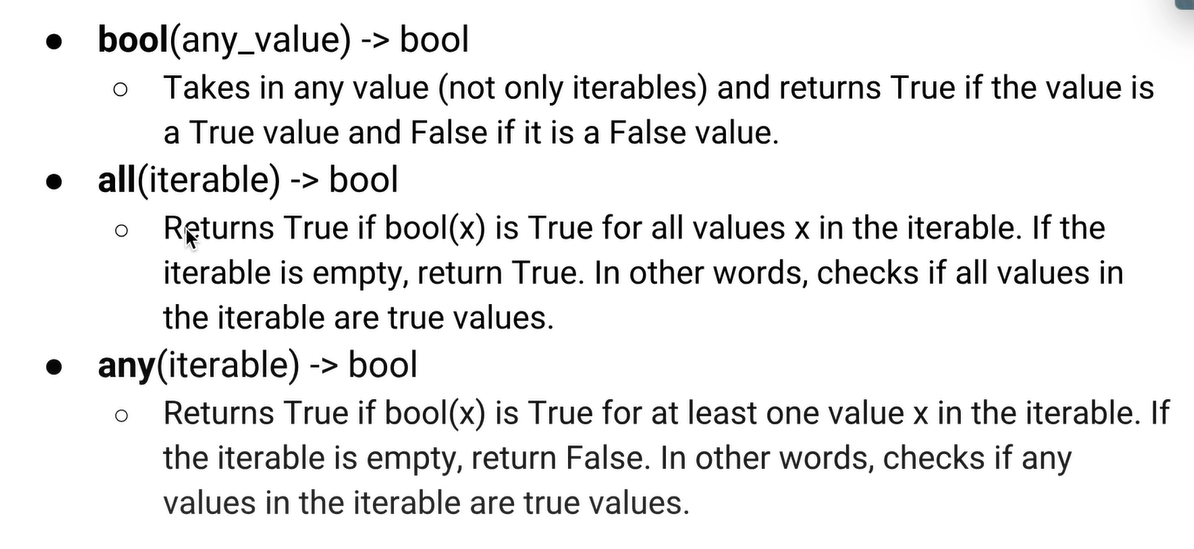 ● bool(any_value) -> bool
○ Takes in any value (not only iterables) and returns True if the value is
a True value and False if it is a False value.
● all(iterable) -> bool
○ Returns True if bool(x) is True for all values x in the iterable. If the
iterable is empty, return True. In other words, checks if all values in
the iterable are true values.
● any(iterable) -> bool
○ Returns True if bool(x) is True for at least one value x in the iterable. If
the iterable is empty, return False. In other words, checks if any
values in the iterable are true values.